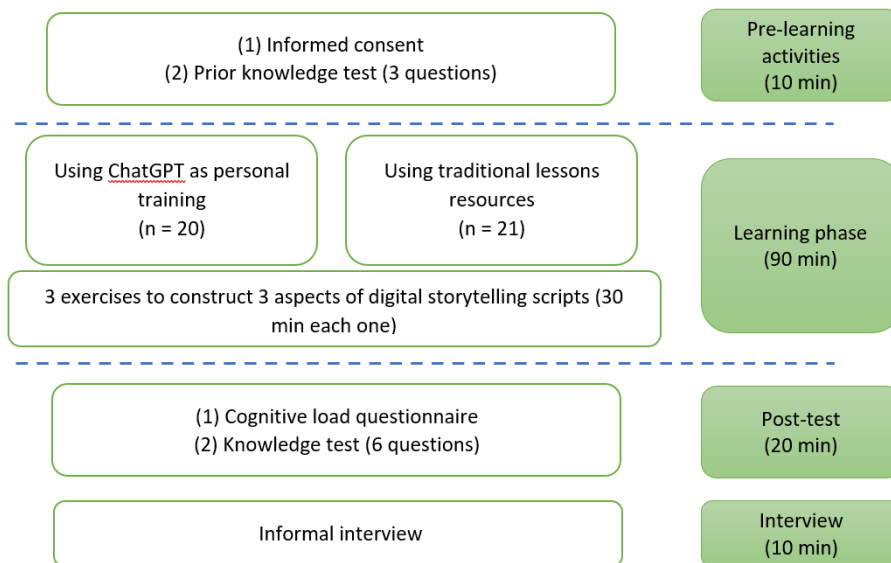 (1) Informed consent
(2) Prior knowledge test (3 questions)
Pre-learning
activities
(10 min)
Using ChatGPT as personal
training
(n = 20)
Using traditional lessons
resources
(n = 21)
3 exercises to construct 3 aspects of digital storytelling scripts (30
min each one)
Learning phase
(90 min)
(1) Cognitive load questionnaire
(2) Knowledge test (6 questions)
Post-test
(20 min)
Informal interview
Interview
(10 min)